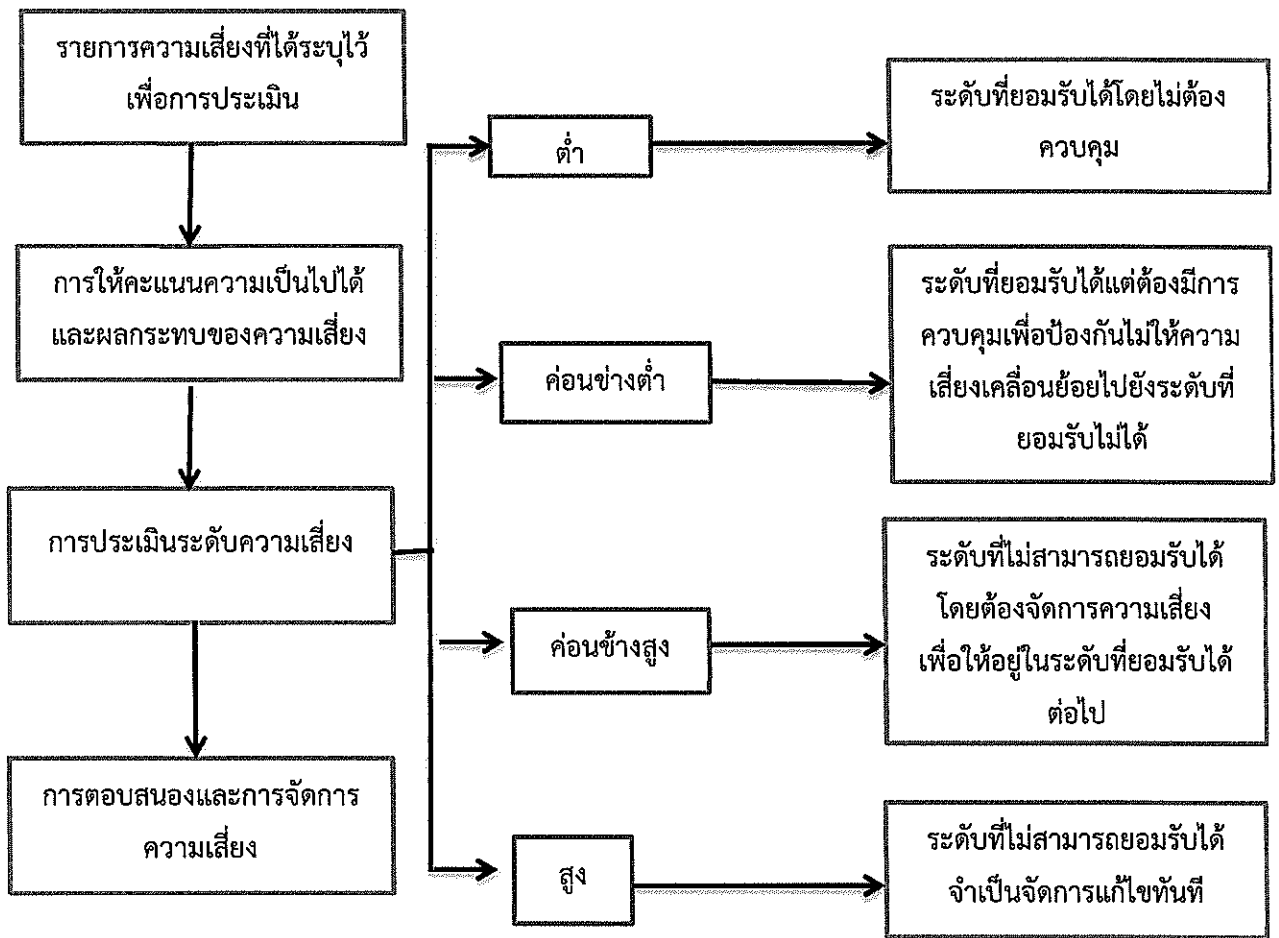 รายการความเสี่ยงที่ได้ระบุไว้
เพื่อการประเมิน
การให้คะแนนความเป็นไปได้
และผลกระทบของความเสี่ยง
การประเมินระดับความเสี่ยง
การตอบสนองและการจัดการ
ความเสี่ยง
ต่ำ
ระดับที่ยอมรับได้โดยไม่ต้อง
ควบคุม
ค่อนข่างต่ำ
ระดับที่ยอมรับได้แต่ต้องมีการ
ควบคุมเพื่อป้องกันไม่ให้ความ
เสี่ยงเคลื่อนย้อยไปยังระดับที่
ยอมรับไม่ได้
ค่อนข้างสูง
ระดับที่ไม่สามารถยอมรับได้
โดยต้องจัดการความเสี่ยง
เพื่อให้อยู่ในระดับที่ยอมรับได้
ต่อไป
สูง
ระดับที่ไม่สามารถยอมรับได้
จำเป็นจัดการแก้ไขทันที